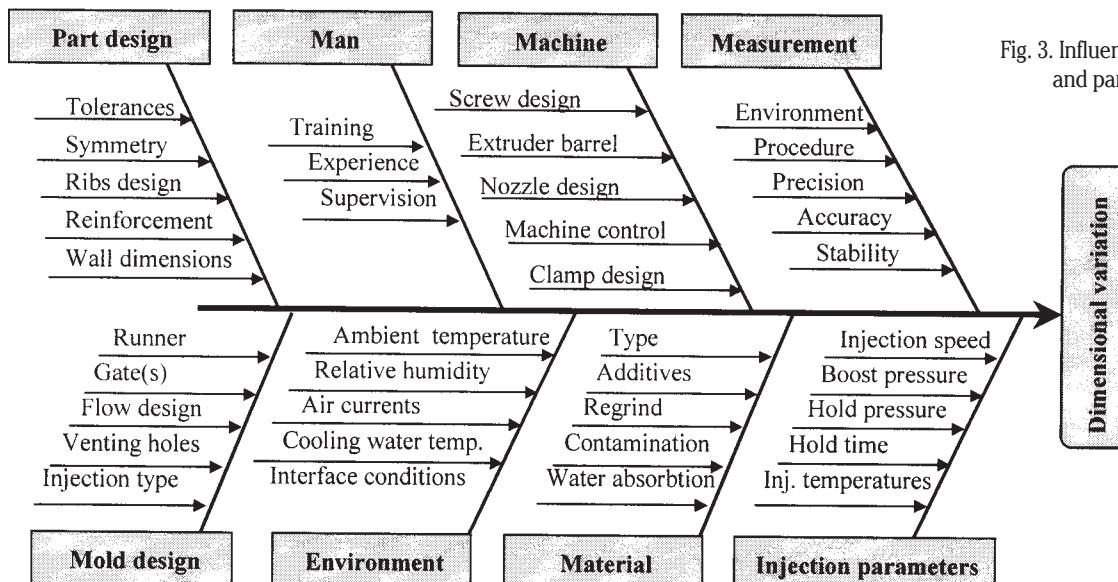 Part design
Man
Machine
Measurement
Fig. 3. Influen
and par
Tolerances
Symmetry
Ribs design
Reinforcement
Wall dimensions
Training
Experience
Supervision
Screw design
Extruder barrel
Nozzle design
Machine control
Clamp design
Environment
Procedure
Precision
Accuracy
Stability
Dimensional variation
Runner
Gate(s)
Flow design
Venting holes
Injection type
Ambient temperature
Relative humidity
Air currents
Cooling water temp.
Interface conditions
Type
Additives
Regrind
Contamination
Water absorbtion
Injection speed
Boost pressure
Hold pressure
Hold time
Inj. temperatures
Mold design
Environment
Material
Injection parameters